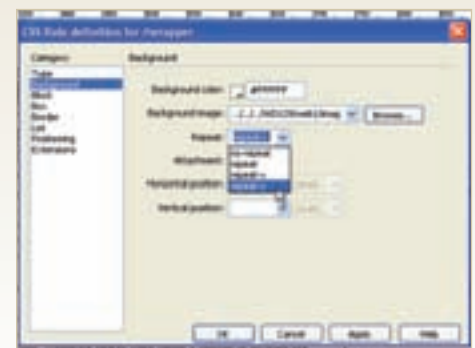 CSS Rule definition for #wrapper
Category
Background
Type
Background
Block
Box
Border
List
Positioning
Extensions
Background color:
Background image:
Browse...
Repeat:
no-repeat
repeat
repeat-x
repeat-y
Attachment:
Horizontal position:
Vertical position:
OK
Cancel
Apply
Help